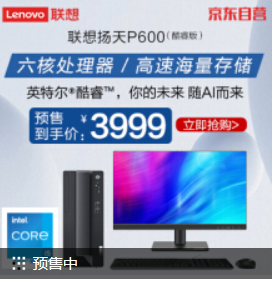 Lenovo 联想 京东自营
联想扬天P600(酷睿版)
六核处理器 / 高速海量存储
英特尔®酷睿™，你的未来 随AI而来
预售
到手价: ¥3999 立即抢购>
intel
CORE
预售中